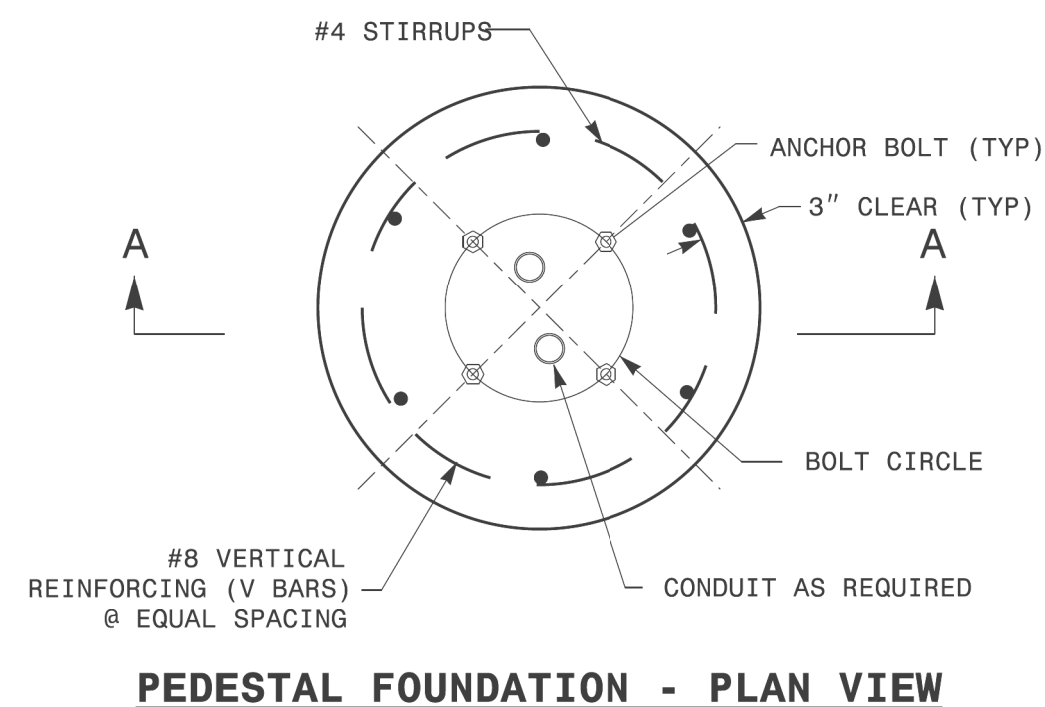 #4 STIRRUPS
ANCHOR BOLT (TYP)
3" CLEAR (TYP)
A
A
BOLT CIRCLE
#8 VERTICAL
REINFORCING (V BARS)
@ EQUAL SPACING
CONDUIT AS REQUIRED
PEDESTAL FOUNDATION - PLAN VIEW